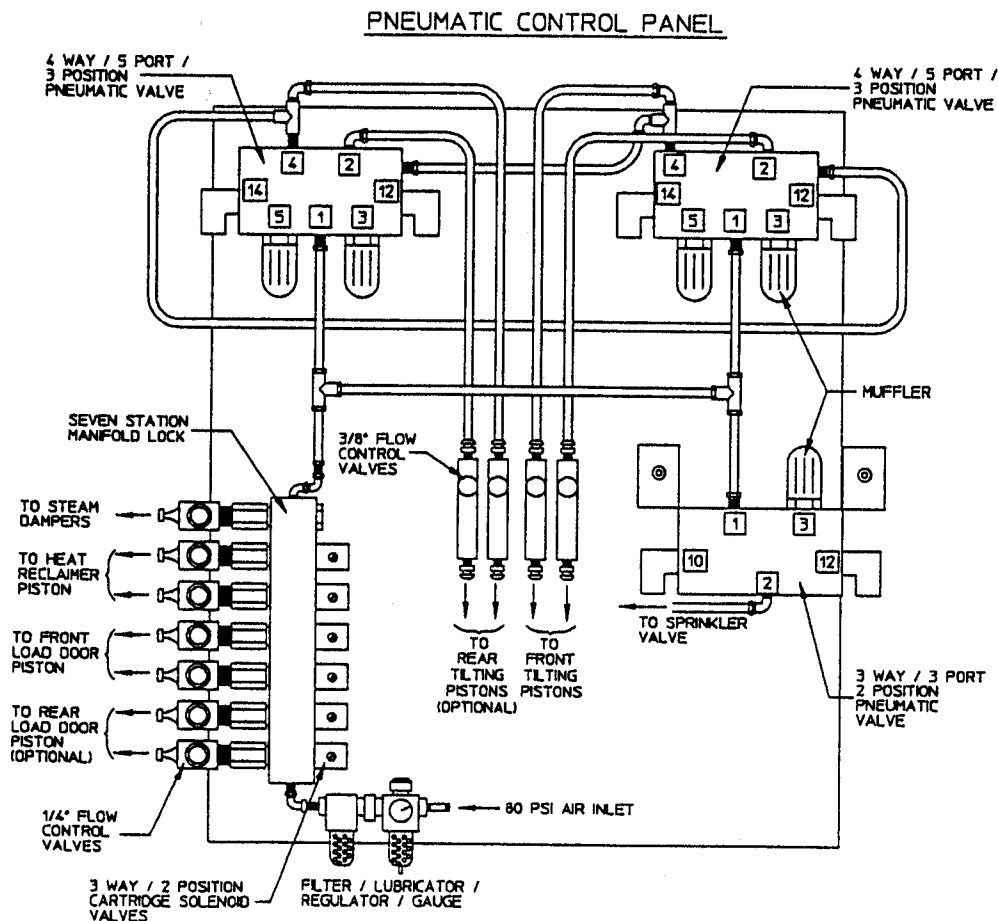 PNEUMATIC CONTROL PANEL
4 WAY / 5 PORT /
3 POSITION
PNEUMATIC VALVE
4 WAY / 5 PORT /
3 POSITION
PNEUMATIC VALVE
4
2
14
12
5
1
3
4
2
14
12
5
1
3
MUFFLER
SEVEN STATION
MANIFOLD LOCK
3/8" FLOW
CONTROL
VALVES
TO STEAM
DAMPERS
TO HEAT
RECLAIMER
PISTON
TO FRONT
LOAD DOOR
PISTON
TO REAR
LOAD DOOR
PISTON
(OPTIONAL)
1
3
10
12
2
TO SPRINKLER
VALVE
TO
REAR
TILTING
PISTONS
(OPTIONAL)
TO
FRONT
TILTING
PISTONS
3 WAY / 3 PORT
2 POSITION
PNEUMATIC
VALVE
80 PSI AIR INLET
1/4" FLOW
CONTROL
VALVES
3 WAY / 2 POSITION
CARTRIDGE SOLENOID
VALVES
FILTER / LUBRICATOR /
REGULATOR / GAUGE